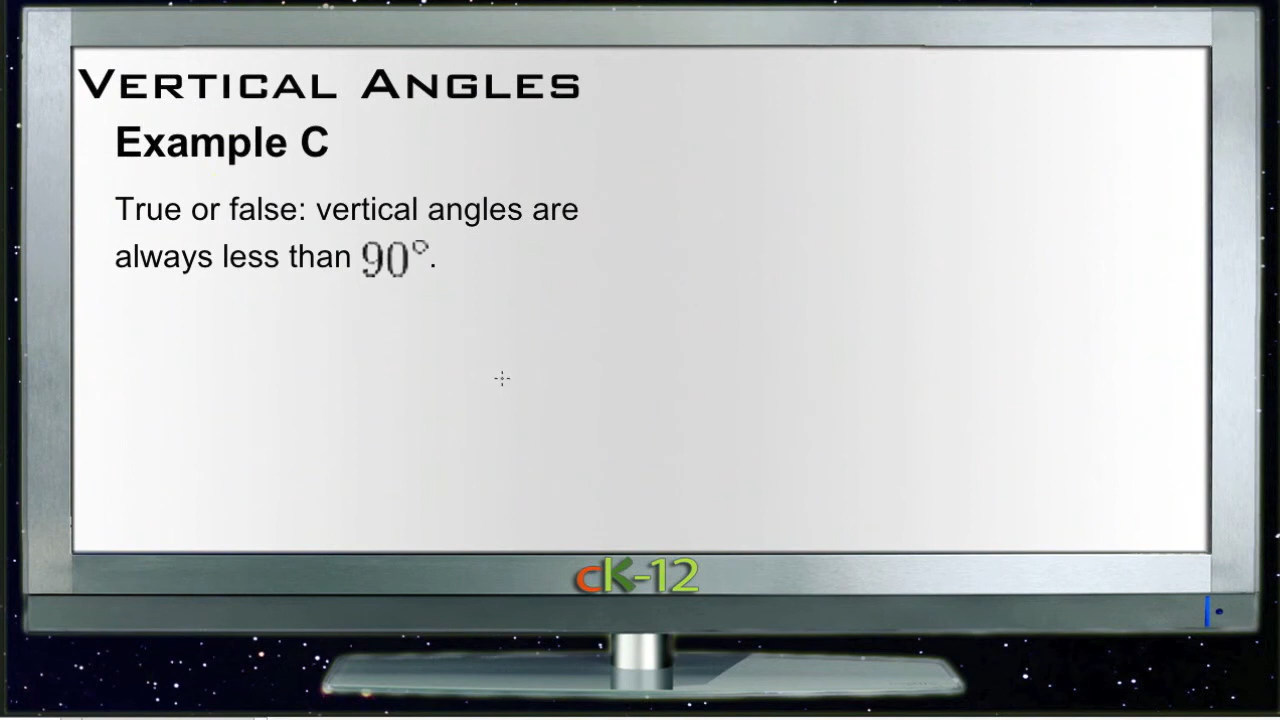 VERTICAL ANGLES
Example C
True or false: vertical angles are
always less than 90°.
cK-12